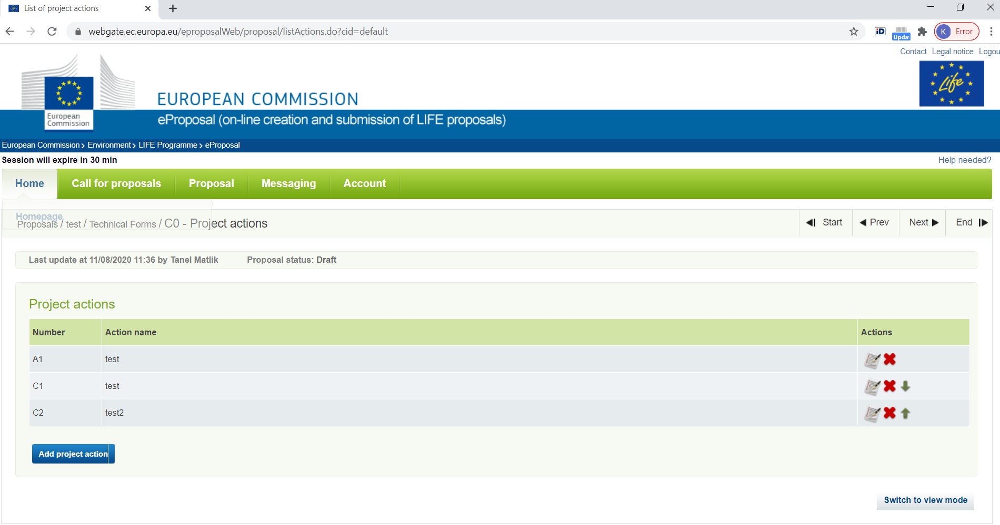 List of project actions
webgate.ec.europa.eu/eproposalWeb/proposal/listActions.do?cid=default
iD
Updat
K Error
Contact Legal notice Logou
Life
European
Commission
EUROPEAN COMMISSION
eProposal (on-line creation and submission of LIFE proposals)
European Commission > Environment > LIFE Programme > eProposal
Session will expire in 30 min
Help needed?
Home Call for proposals Proposal Messaging Account
Homepage
Proposals / test / Technical Forms / C0 - Project actions
Start Prev Next End
Last update at 11/08/2020 11:36 by Tanel Matlik Proposal status: Draft
Project actions
Number Action name Actions
A1 test
C1 test
C2 test2
Add project action
Switch to view mode